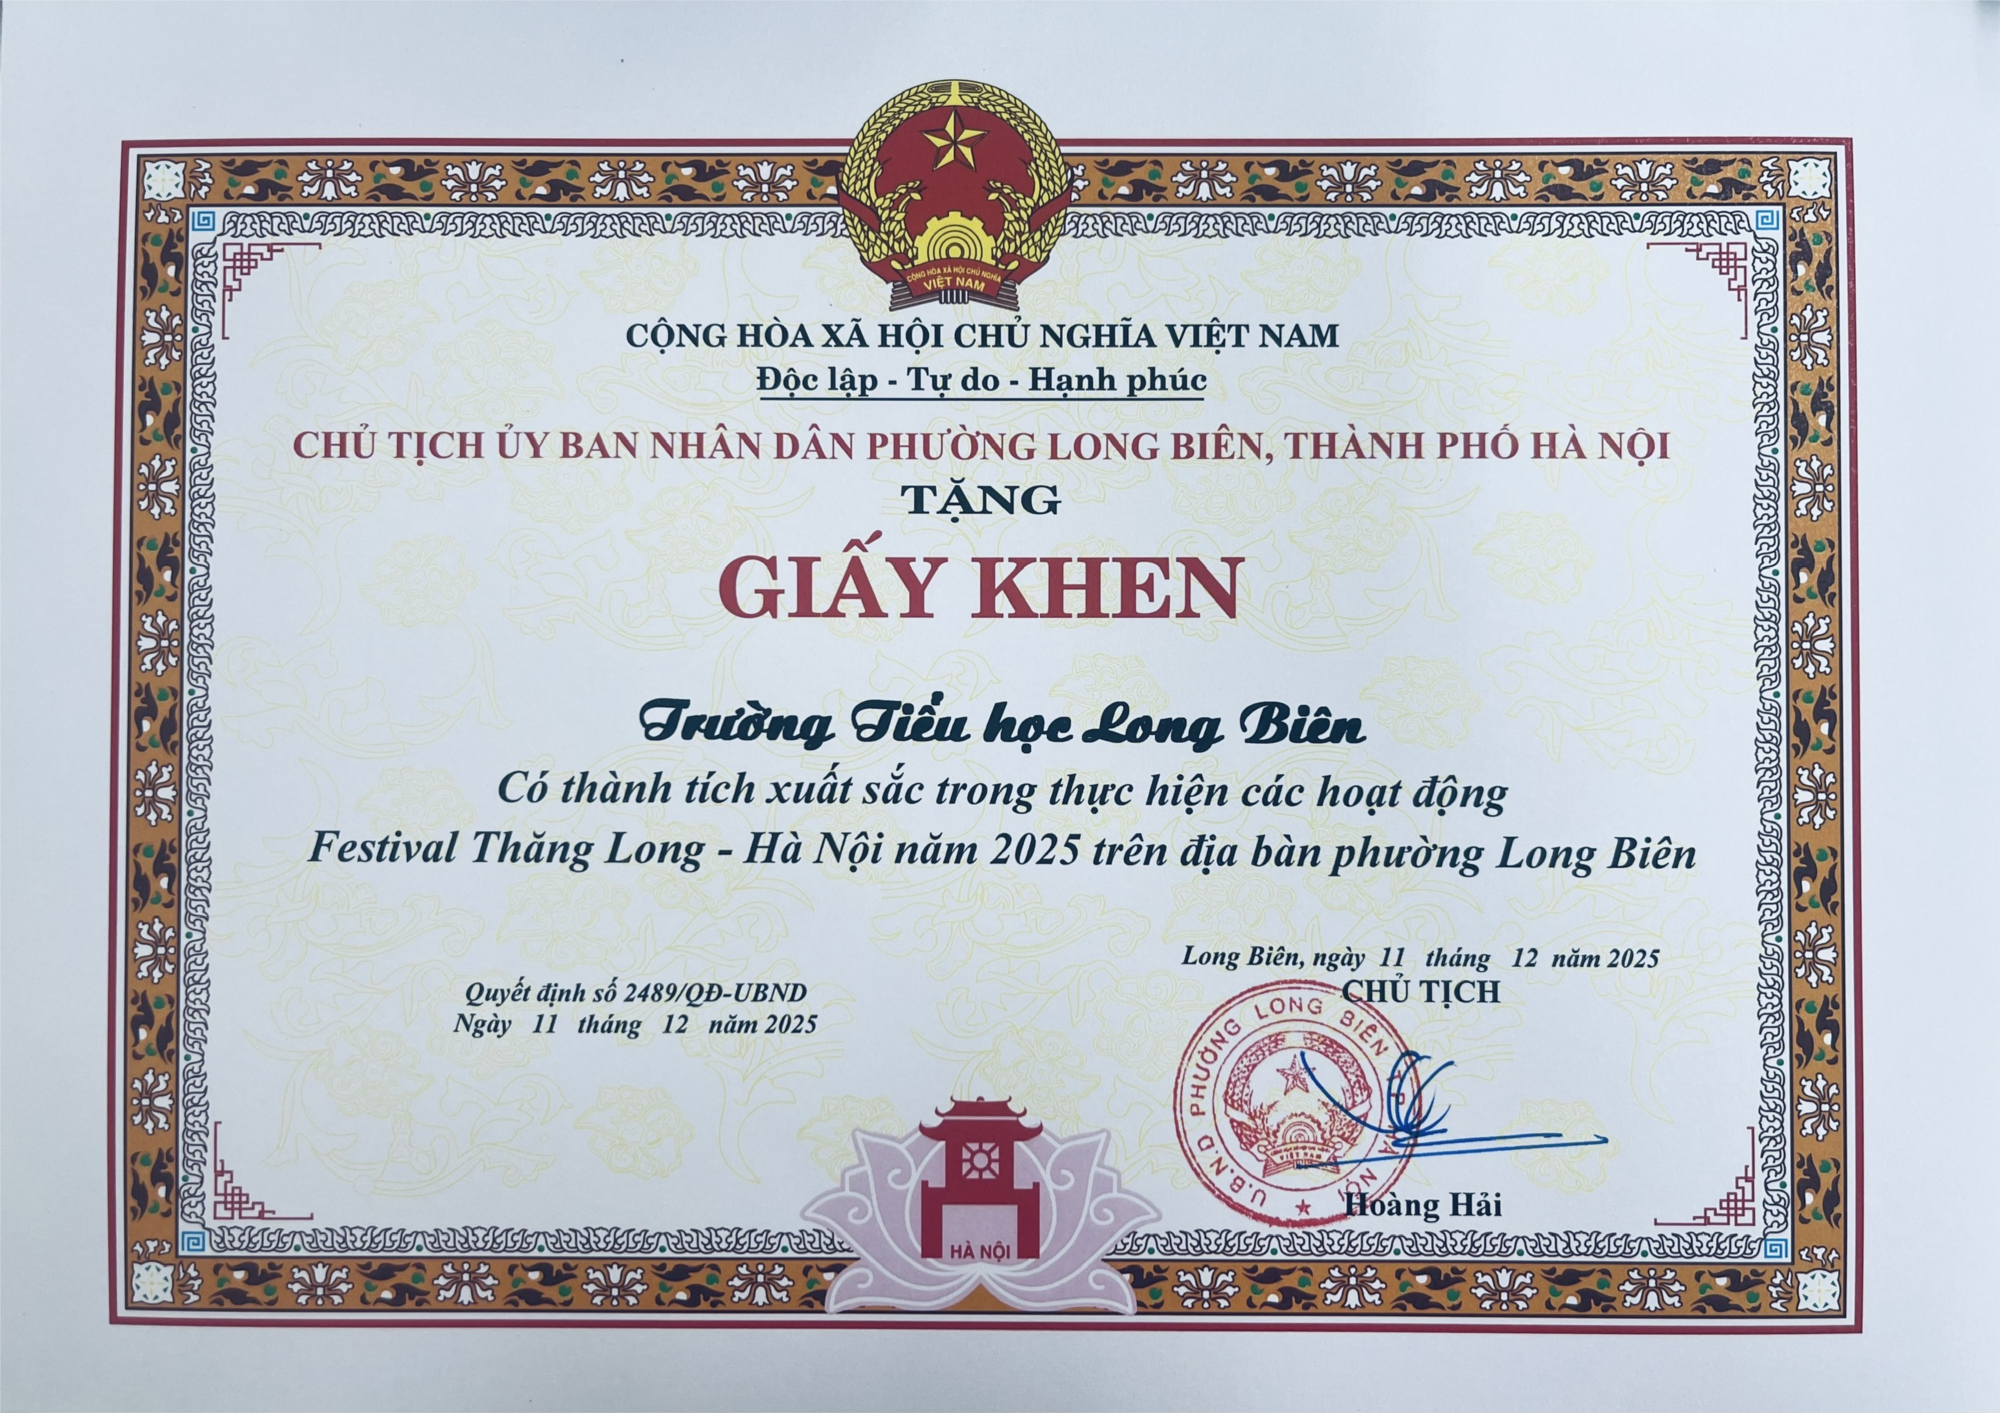 CỘNG HÒA XÃ HỘI CHỦ NGHĨA
VIỆT NAM
CỘNG HÒA XÃ HỘI CHỦ NGHĨA VIỆT NAM
Độc lập - Tự do - Hạnh phúc
CHỦ TỊCH ỦY BAN NHÂN DÂN PHƯỜNG LONG BIÊN, THÀNH PHỐ HÀ NỘI
TẶNG
GIẤY KHEN
Trường Tiểu học Long Biên
Có thành tích xuất sắc trong thực hiện các hoạt động
Festival Thăng Long - Hà Nội năm 2025 trên địa bàn phường Long Biên
Quyết định số 2489/QĐ-UBND
Ngày 11 tháng 12 năm 2025
Long Biên, ngày 11 tháng 12 năm 2025
CHỦ TỊCH
U.B.N.D PHƯỜNG LONG BIÊN T.P HÀ NỘI
VIỆT NAM
Hoàng Hải
HÀ NỘI